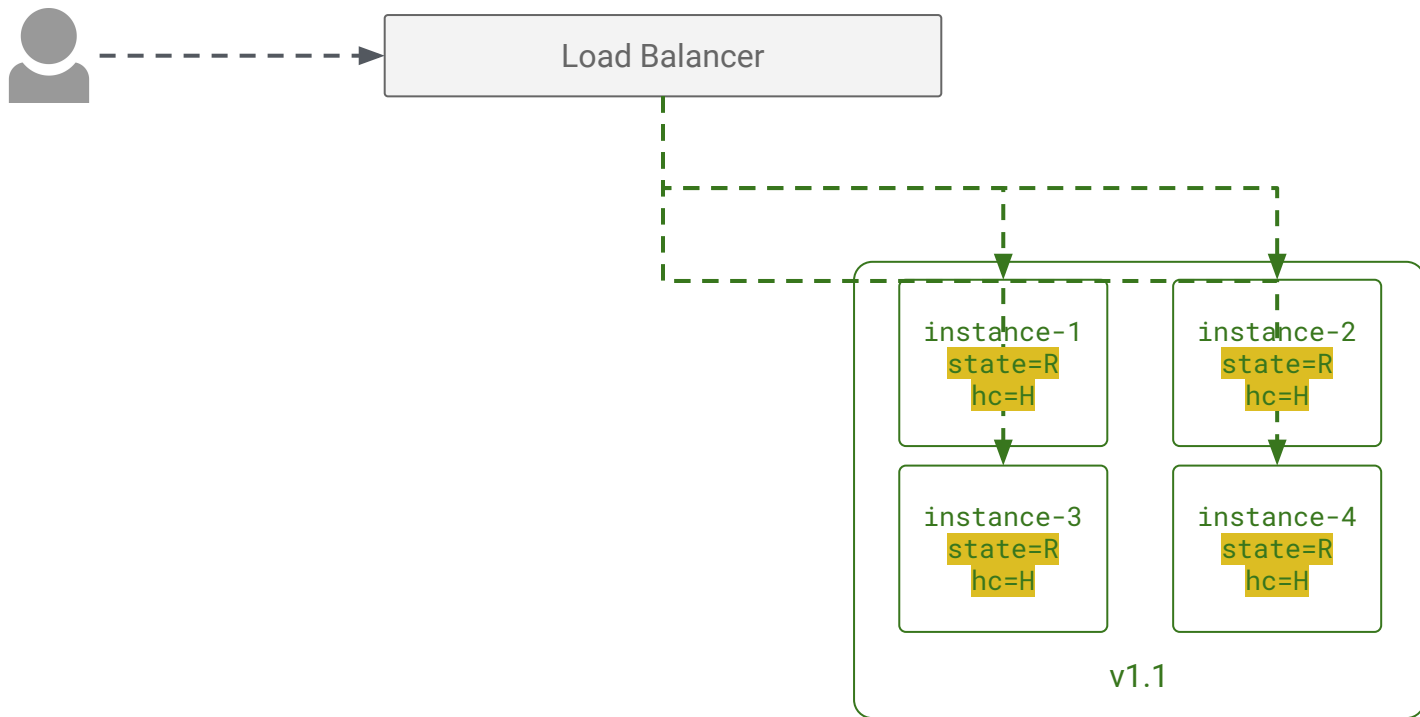 Load Balancer
instance-1
state=R
hc=H
instance-2
state=R
hc=H
instance-3
state=R
hc=H
instance-4
state=R
hc=H
v1.1